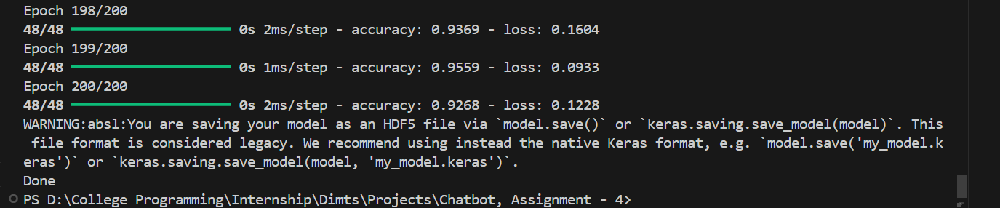 Epoch 198/200
48/48 0s 2ms/step - accuracy: 0.9369 - loss: 0.1604
Epoch 199/200
48/48 0s 1ms/step - accuracy: 0.9559 - loss: 0.0933
Epoch 200/200
48/48 0s 2ms/step - accuracy: 0.9268 - loss: 0.1228
WARNING:absl:You are saving your model as an HDF5 file via `model.save()` or `keras.saving.save_model(model)`. This
 file format is considered legacy. We recommend using instead the native Keras format, e.g. `model.save('my_model.k
eras')` or `keras.saving.save_model(model, 'my_model.keras')`.
Done
PS D:\College Programming\Internship\Dimts\Projects\Chatbot, Assignment - 4>